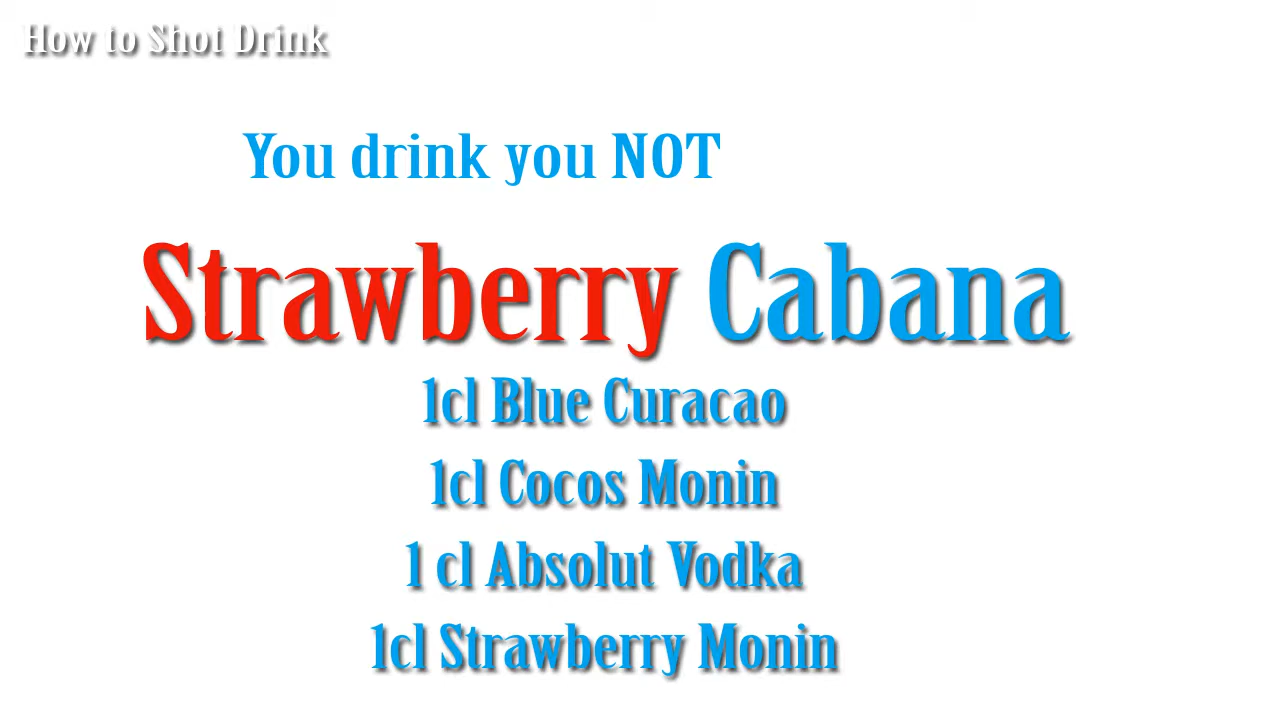 How to Shot Drink
You drink you NOT
Strawberry Cabana
1cl Blue Curacao
1cl Cocos Monin
1 cl Absolut Vodka
1cl Strawberry Monin